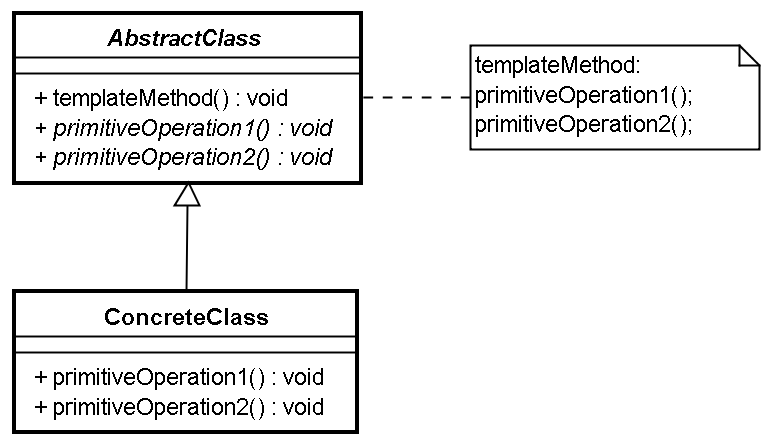 AbstractClass
+ templateMethod() : void
+ primitiveOperation1() : void
+ primitiveOperation2() : void
templateMethod:
primitiveOperation1();
primitiveOperation2();
ConcreteClass
+ primitiveOperation1() : void
+ primitiveOperation2() : void